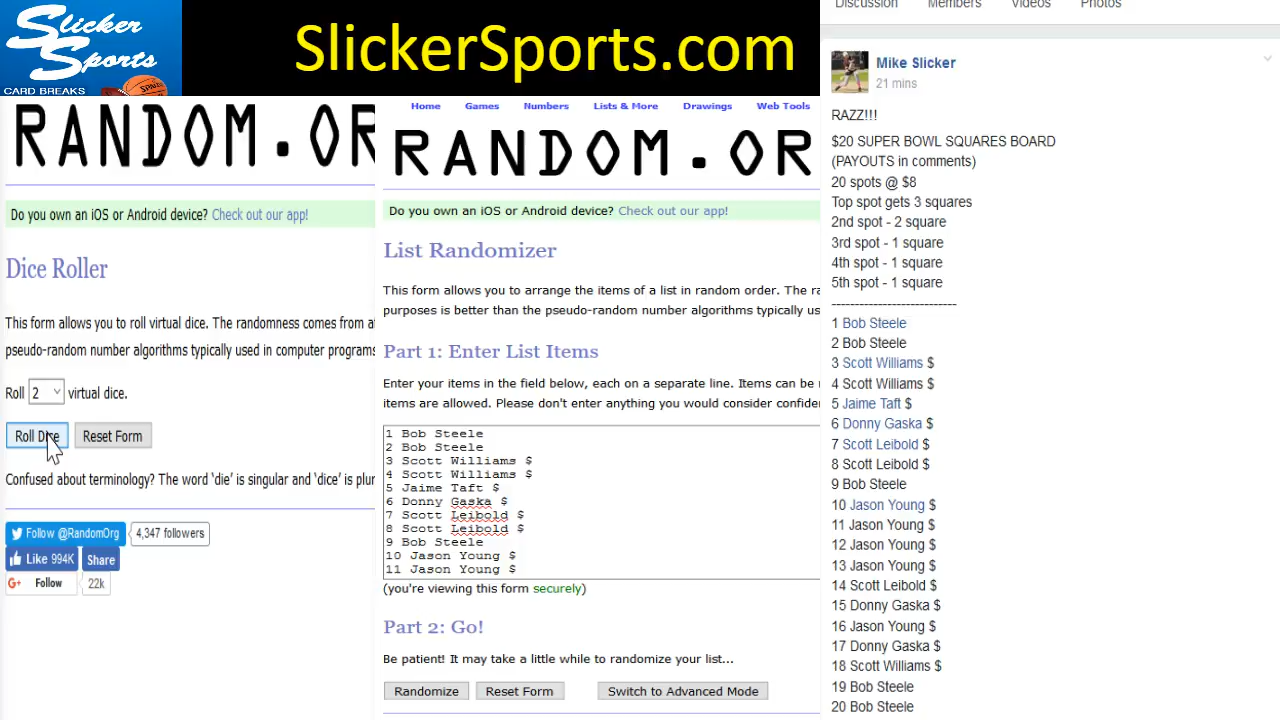 Slicker
Sports
CARD BREAKS
SlickerSports.com
RANDOM.OR
Do you own an iOS or Android device? Check out our app!
Dice Roller
This form allows you to roll virtual dice. The randomness comes from at
pseudo-random number algorithms typically used in computer programs
Roll 2 virtual dice.
Roll Dice Reset Form
Confused about terminology? The word ‘die’ is singular and ‘dice’ is plur
Follow @RandomOrg 4,347 followers
Like 994K Share
G+ Follow 22k
Home Games Numbers Lists & More Drawings Web Tools
RANDOM.OR
Do you own an iOS or Android device? Check out our app!
List Randomizer
This form allows you to arrange the items of a list in random order. The ra
purposes is better than the pseudo-random number algorithms typically us
Part 1: Enter List Items
Enter your items in the field below, each on a separate line. Items can be
items are allowed. Please don't enter anything you would consider confider
1 Bob Steele
2 Bob Steele
3 Scott Williams $
4 Scott Williams $
5 Jaime Taft $
6 Donny Gaska $
7 Scott Leibold $
8 Scott Leibold $
9 Bob Steele
10 Jason Young $
11 Jason Young $
(you're viewing this form securely)
Part 2: Go!
Be patient! It may take a little while to randomize your list...
Randomize Reset Form Switch to Advanced Mode
Discussion Members Videos Photos
Mike Slicker
21 mins
RAZZ!!!
$20 SUPER BOWL SQUARES BOARD
(PAYOUTS in comments)
20 spots @ $8
Top spot gets 3 squares
2nd spot - 2 square
3rd spot - 1 square
4th spot - 1 square
5th spot - 1 square
---------------------------
1 Bob Steele
2 Bob Steele
3 Scott Williams $
4 Scott Williams $
5 Jaime Taft $
6 Donny Gaska $
7 Scott Leibold $
8 Scott Leibold $
9 Bob Steele
10 Jason Young $
11 Jason Young $
12 Jason Young $
13 Jason Young $
14 Scott Leibold $
15 Donny Gaska $
16 Jason Young $
17 Donny Gaska $
18 Scott Williams $
19 Bob Steele
20 Bob Steele